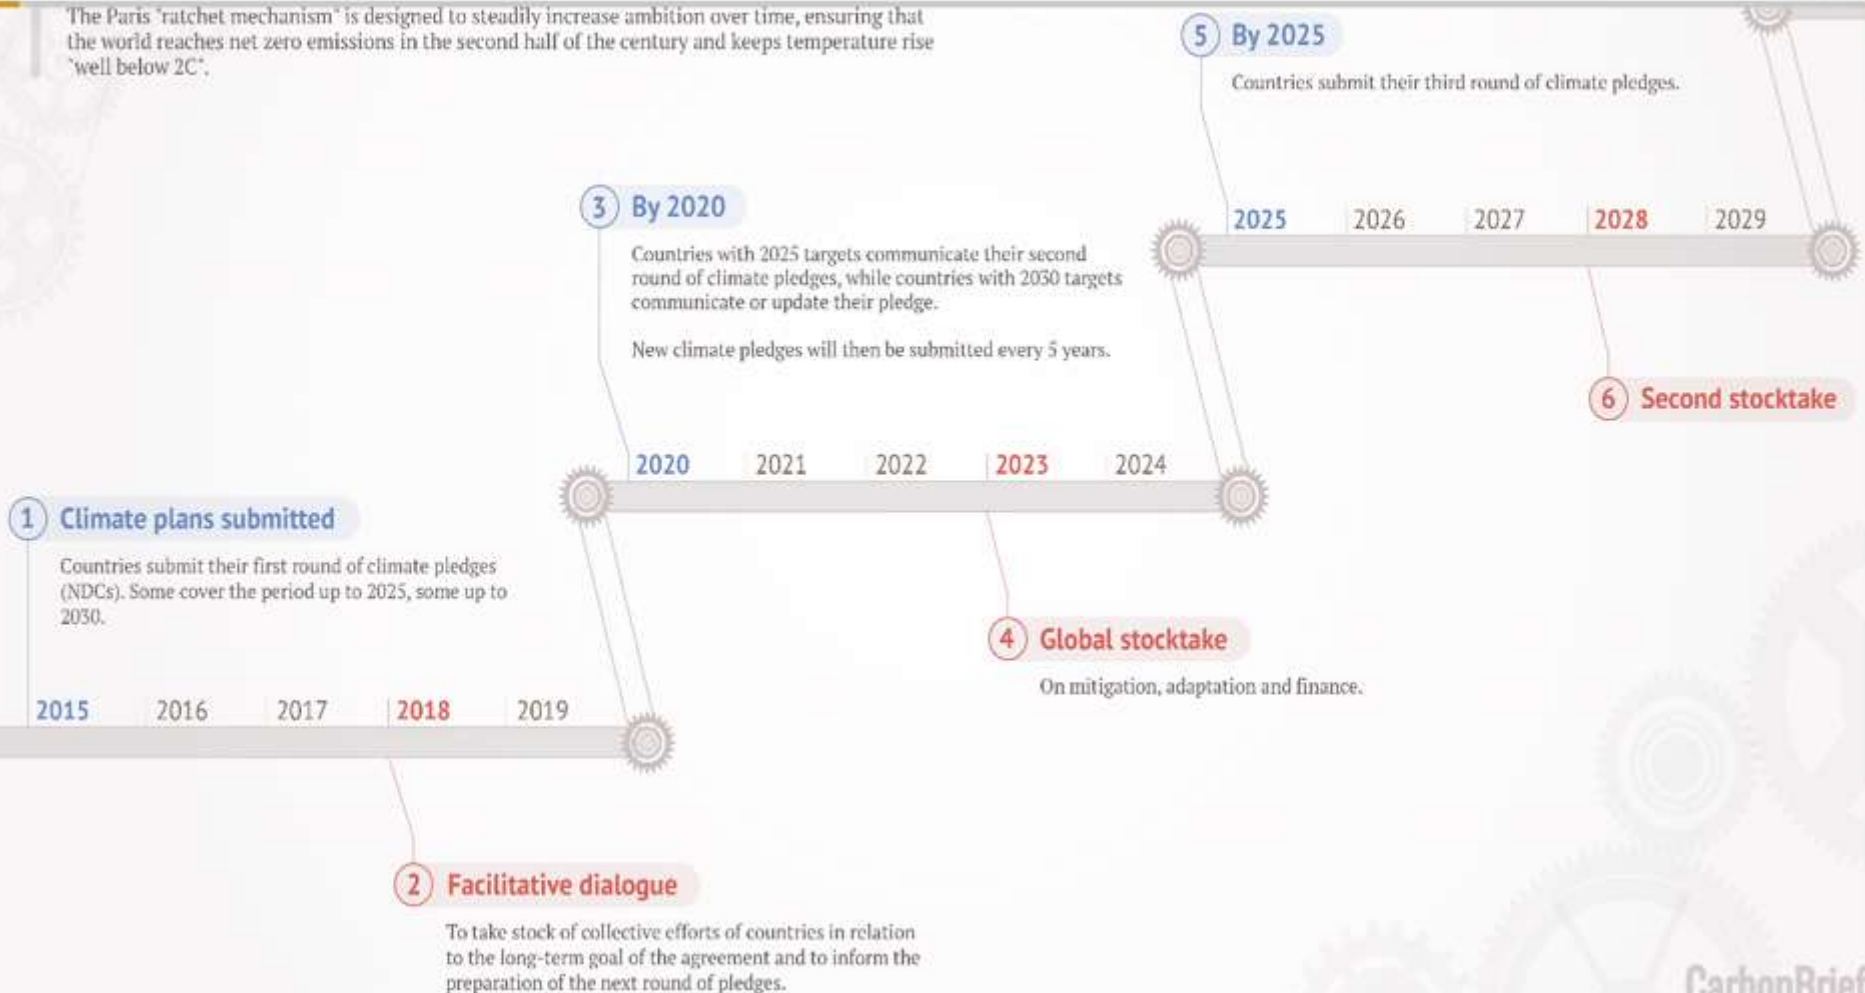 The Paris "ratchet mechanism" is designed to steadily increase ambition over time, ensuring that
the world reaches net zero emissions in the second half of the century and keeps temperature rise
"well below 2C".
5 By 2025
Countries submit their third round of climate pledges.
2025 2026 2027 2028 2029
6 Second stocktake
3 By 2020
Countries with 2025 targets communicate their second
round of climate pledges, while countries with 2030 targets
communicate or update their pledge.
New climate pledges will then be submitted every 5 years.
2020 2021 2022 2023 2024
4 Global stocktake
On mitigation, adaptation and finance.
1 Climate plans submitted
Countries submit their first round of climate pledges
(NDCs). Some cover the period up to 2025, some up to
2030.
2015 2016 2017 2018 2019
2 Facilitative dialogue
To take stock of collective efforts of countries in relation
to the long-term goal of the agreement and to inform the
preparation of the next round of pledges.
CarbonBrief